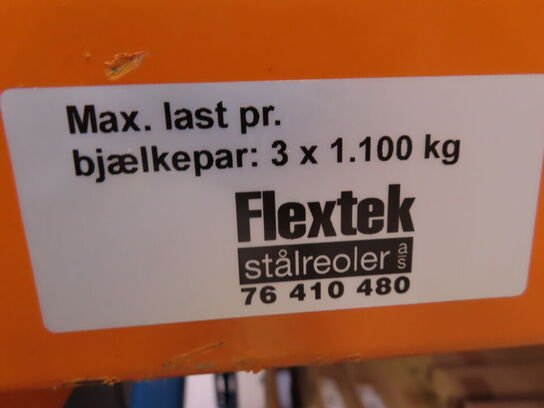 Max. last pr.
bjælkepar: 3 x 1.100 kg
Flextek
stålreoler a/s
76 410 480